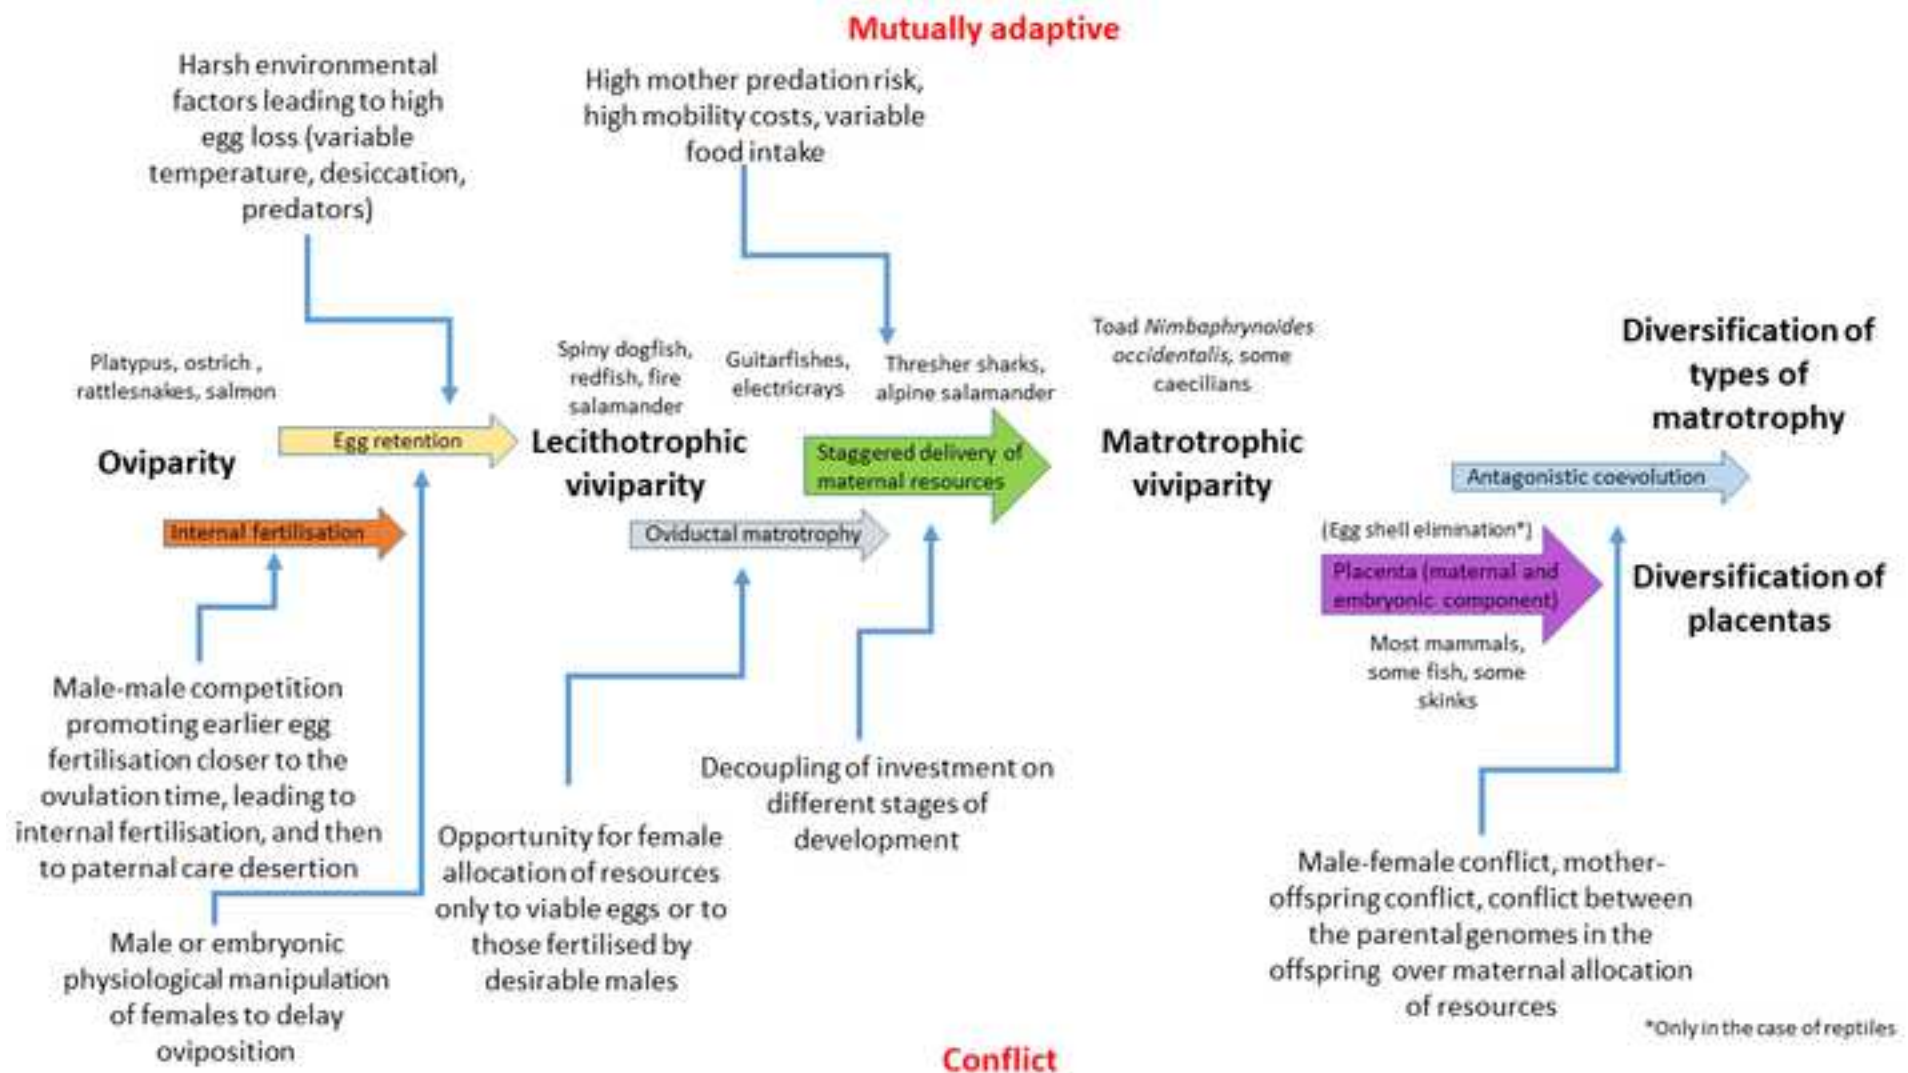 Mutually adaptive
Harsh environmental
factors leading to high
egg loss (variable
temperature, desiccation,
predators)
High mother predation risk,
high mobility costs, variable
food intake
Platypus, ostrich ,
rattlesnakes, salmon
Spiny dogfish,
redfish, fire
salamander
Guitarfishes,
electricrays
Thresher sharks,
alpine salamander
Toad Nimbaphrynoides
occidentalis, some
caecilians
Diversification of
types of
matrotrophy
Oviparity
Egg retention
Lecithotrophic
viviparity
Staggered delivery of
maternal resources
Matrotrophic
viviparity
Antagonistic coevolution
Internal fertilisation
Oviductal matrotrophy
(Egg shell elimination*)
Placenta (maternal and
embryonic component)
Most mammals,
some fish, some
skinks
Diversification of
placentas
Male-male competition
promoting earlier egg
fertilisation closer to the
ovulation time, leading to
internal fertilisation, and then
to paternal care desertion
Male or embryonic
physiological manipulation
of females to delay
oviposition
Opportunity for female
allocation of resources
only to viable eggs or to
those fertilised by
desirable males
Decoupling of investment on
different stages of
development
Male-female conflict, mother-
offspring conflict, conflict between
the parental genomes in the
offspring over maternal allocation
of resources
*Only in the case of reptiles
Conflict